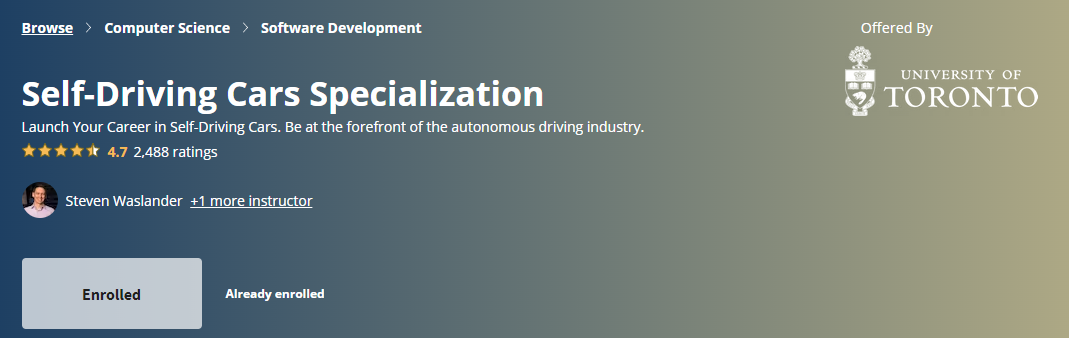 Browse > Computer Science > Software Development
Offered By
UNIVERSITY OF
TORONTO
Self-Driving Cars Specialization
Launch Your Career in Self-Driving Cars. Be at the forefront of the autonomous driving industry.
4.7 2,488 ratings
Steven Waslander +1 more instructor
Enrolled
Already enrolled